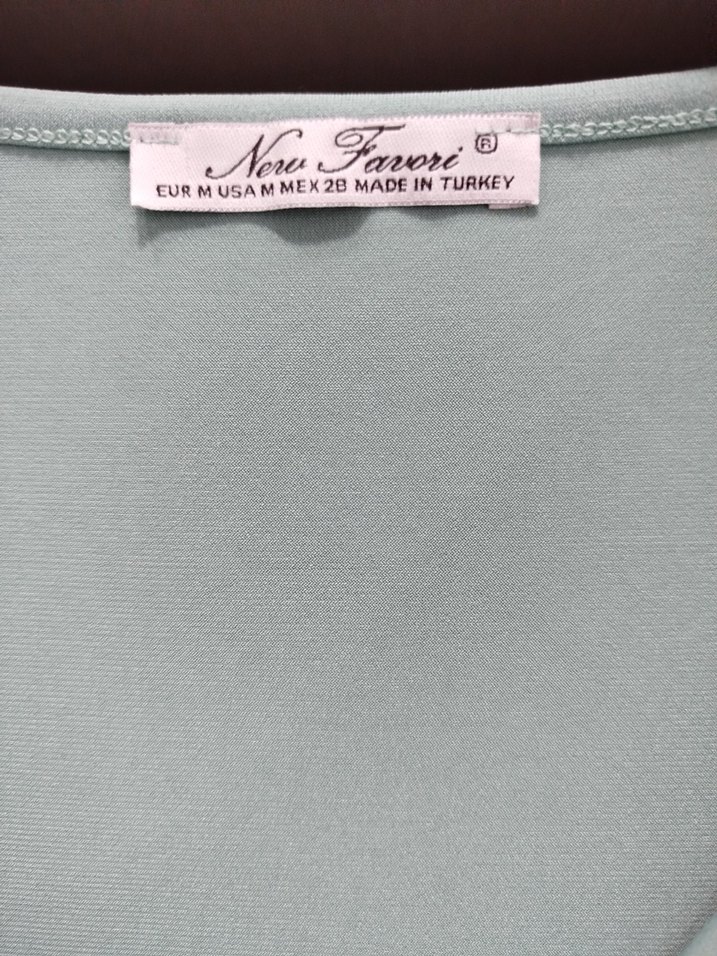 New Favori ®
EUR M USA M MEX 28 MADE IN TURKEY